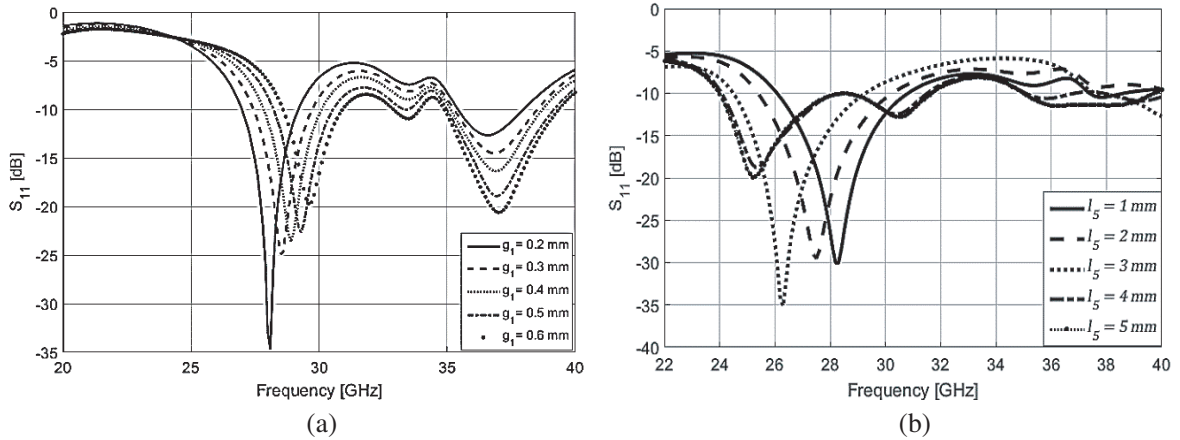 0
-5
-10
-15
-20
-25
-30
-35
S11 [dB]
20
25
30
35
40
Frequency [GHz]
g1= 0.2 mm
g1= 0.3 mm
g1= 0.4 mm
g1= 0.5 mm
g1= 0.6 mm
(a)
0
-5
-10
-15
-20
-25
-30
-35
-40
S11 [dB]
22
24
26
28
30
32
34
36
38
40
Frequency [GHz]
l5 = 1 mm
l5 = 2 mm
l5 = 3 mm
l5 = 4 mm
l5 = 5 mm
(b)